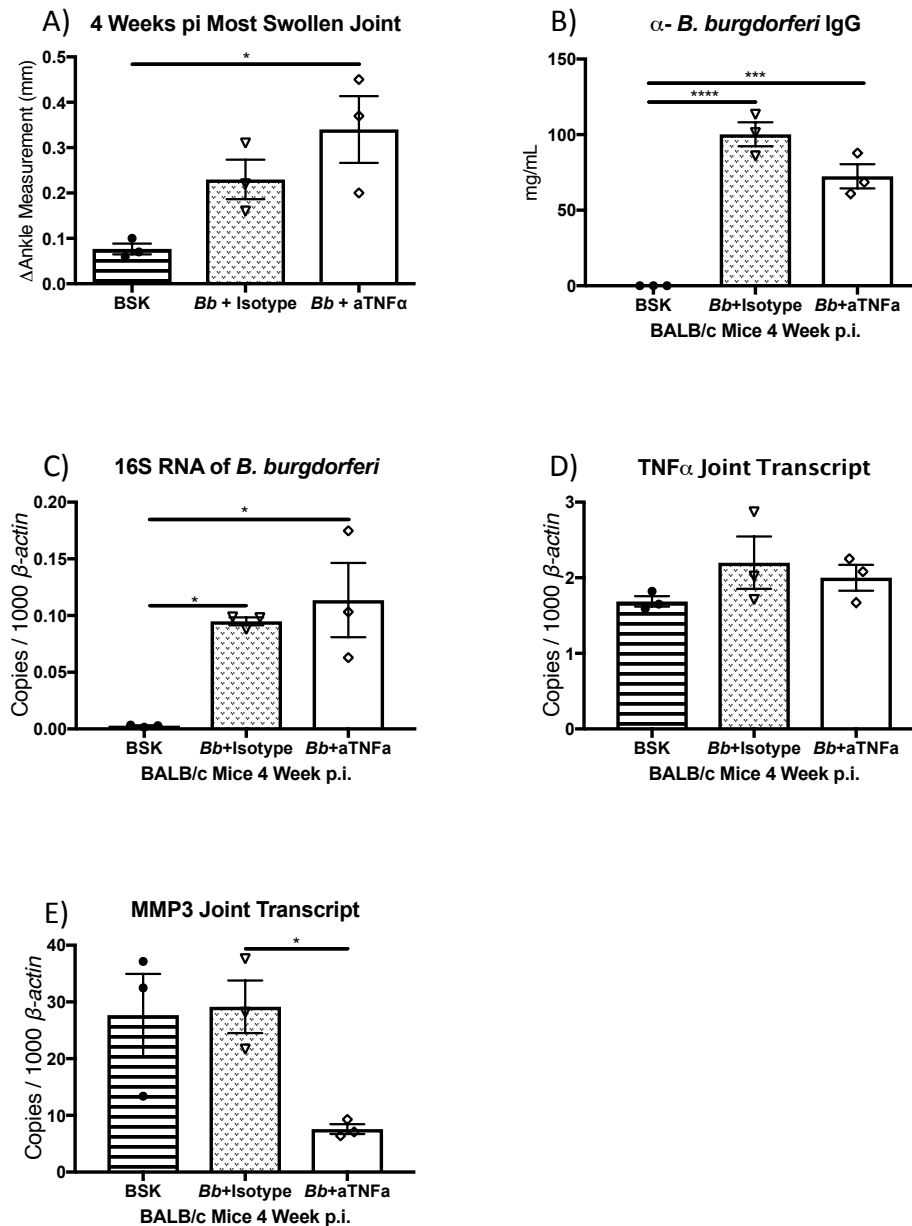 A) 4 Weeks pi Most Swollen Joint
ΔAnkle Measurement (mm)
0.5
0.4
0.3
0.2
0.1
0.0
*
BSK Bb + Isotype Bb + aTNFα
B) α- B. burgdorferi IgG
mg/mL
150
100
50
0
***
****
BSK Bb+Isotype Bb+aTNFa
BALB/c Mice 4 Week p.i.
C) 16S RNA of B. burgdorferi
Copies / 1000 β-actin
0.20
0.15
0.10
0.05
0.00
*
*
BSK Bb+Isotype Bb+aTNFa
BALB/c Mice 4 Week p.i.
D) TNFα Joint Transcript
Copies / 1000 β-actin
3
2
1
0
BSK Bb+Isotype Bb+aTNFa
BALB/c Mice 4 Week p.i.
E) MMP3 Joint Transcript
Copies / 1000 β-actin
40
30
20
10
0
*
BSK Bb+Isotype Bb+aTNFa
BALB/c Mice 4 Week p.i.